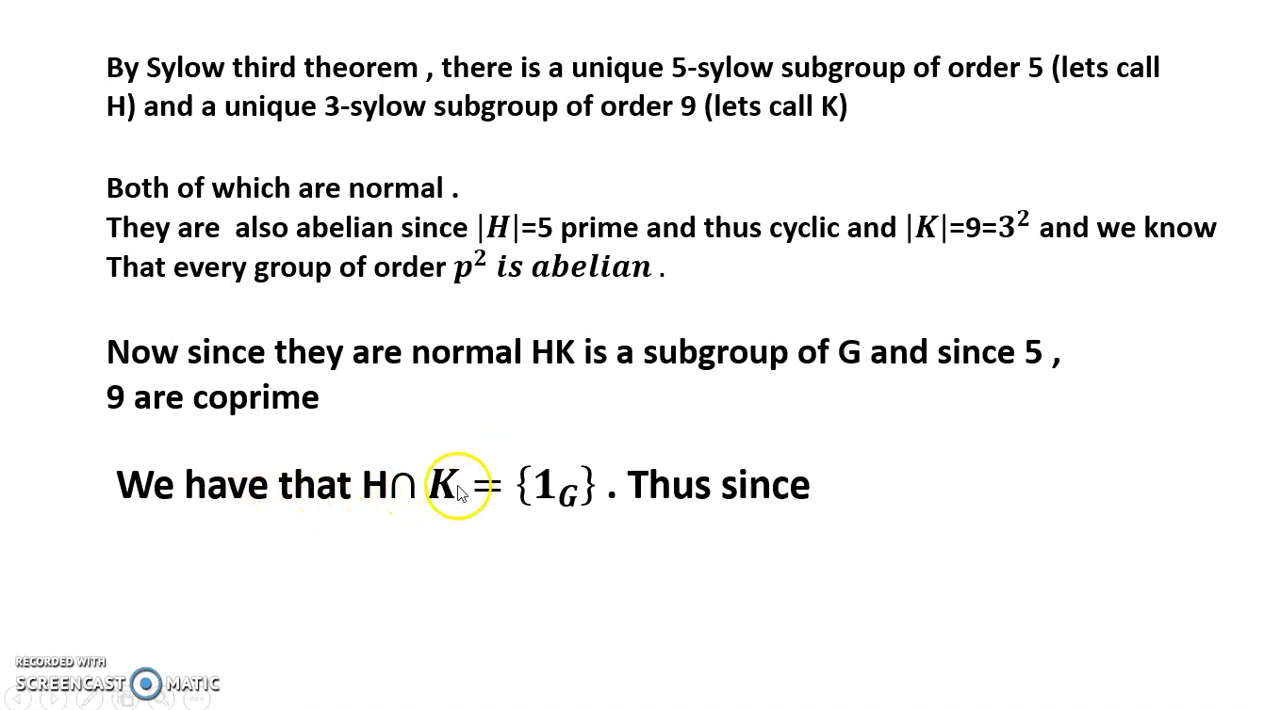 By Sylow third theorem , there is a unique 5-sylow subgroup of order 5 (lets call
H) and a unique 3-sylow subgroup of order 9 (lets call K)
Both of which are normal .
They are also abelian since |H|=5 prime and thus cyclic and |K|=9=3² and we know
That every group of order p² is abelian .
Now since they are normal HK is a subgroup of G and since 5 ,
9 are coprime
We have that H∩ K = {1_G} . Thus since
RECORDED WITH
SCREENCAST MATIC